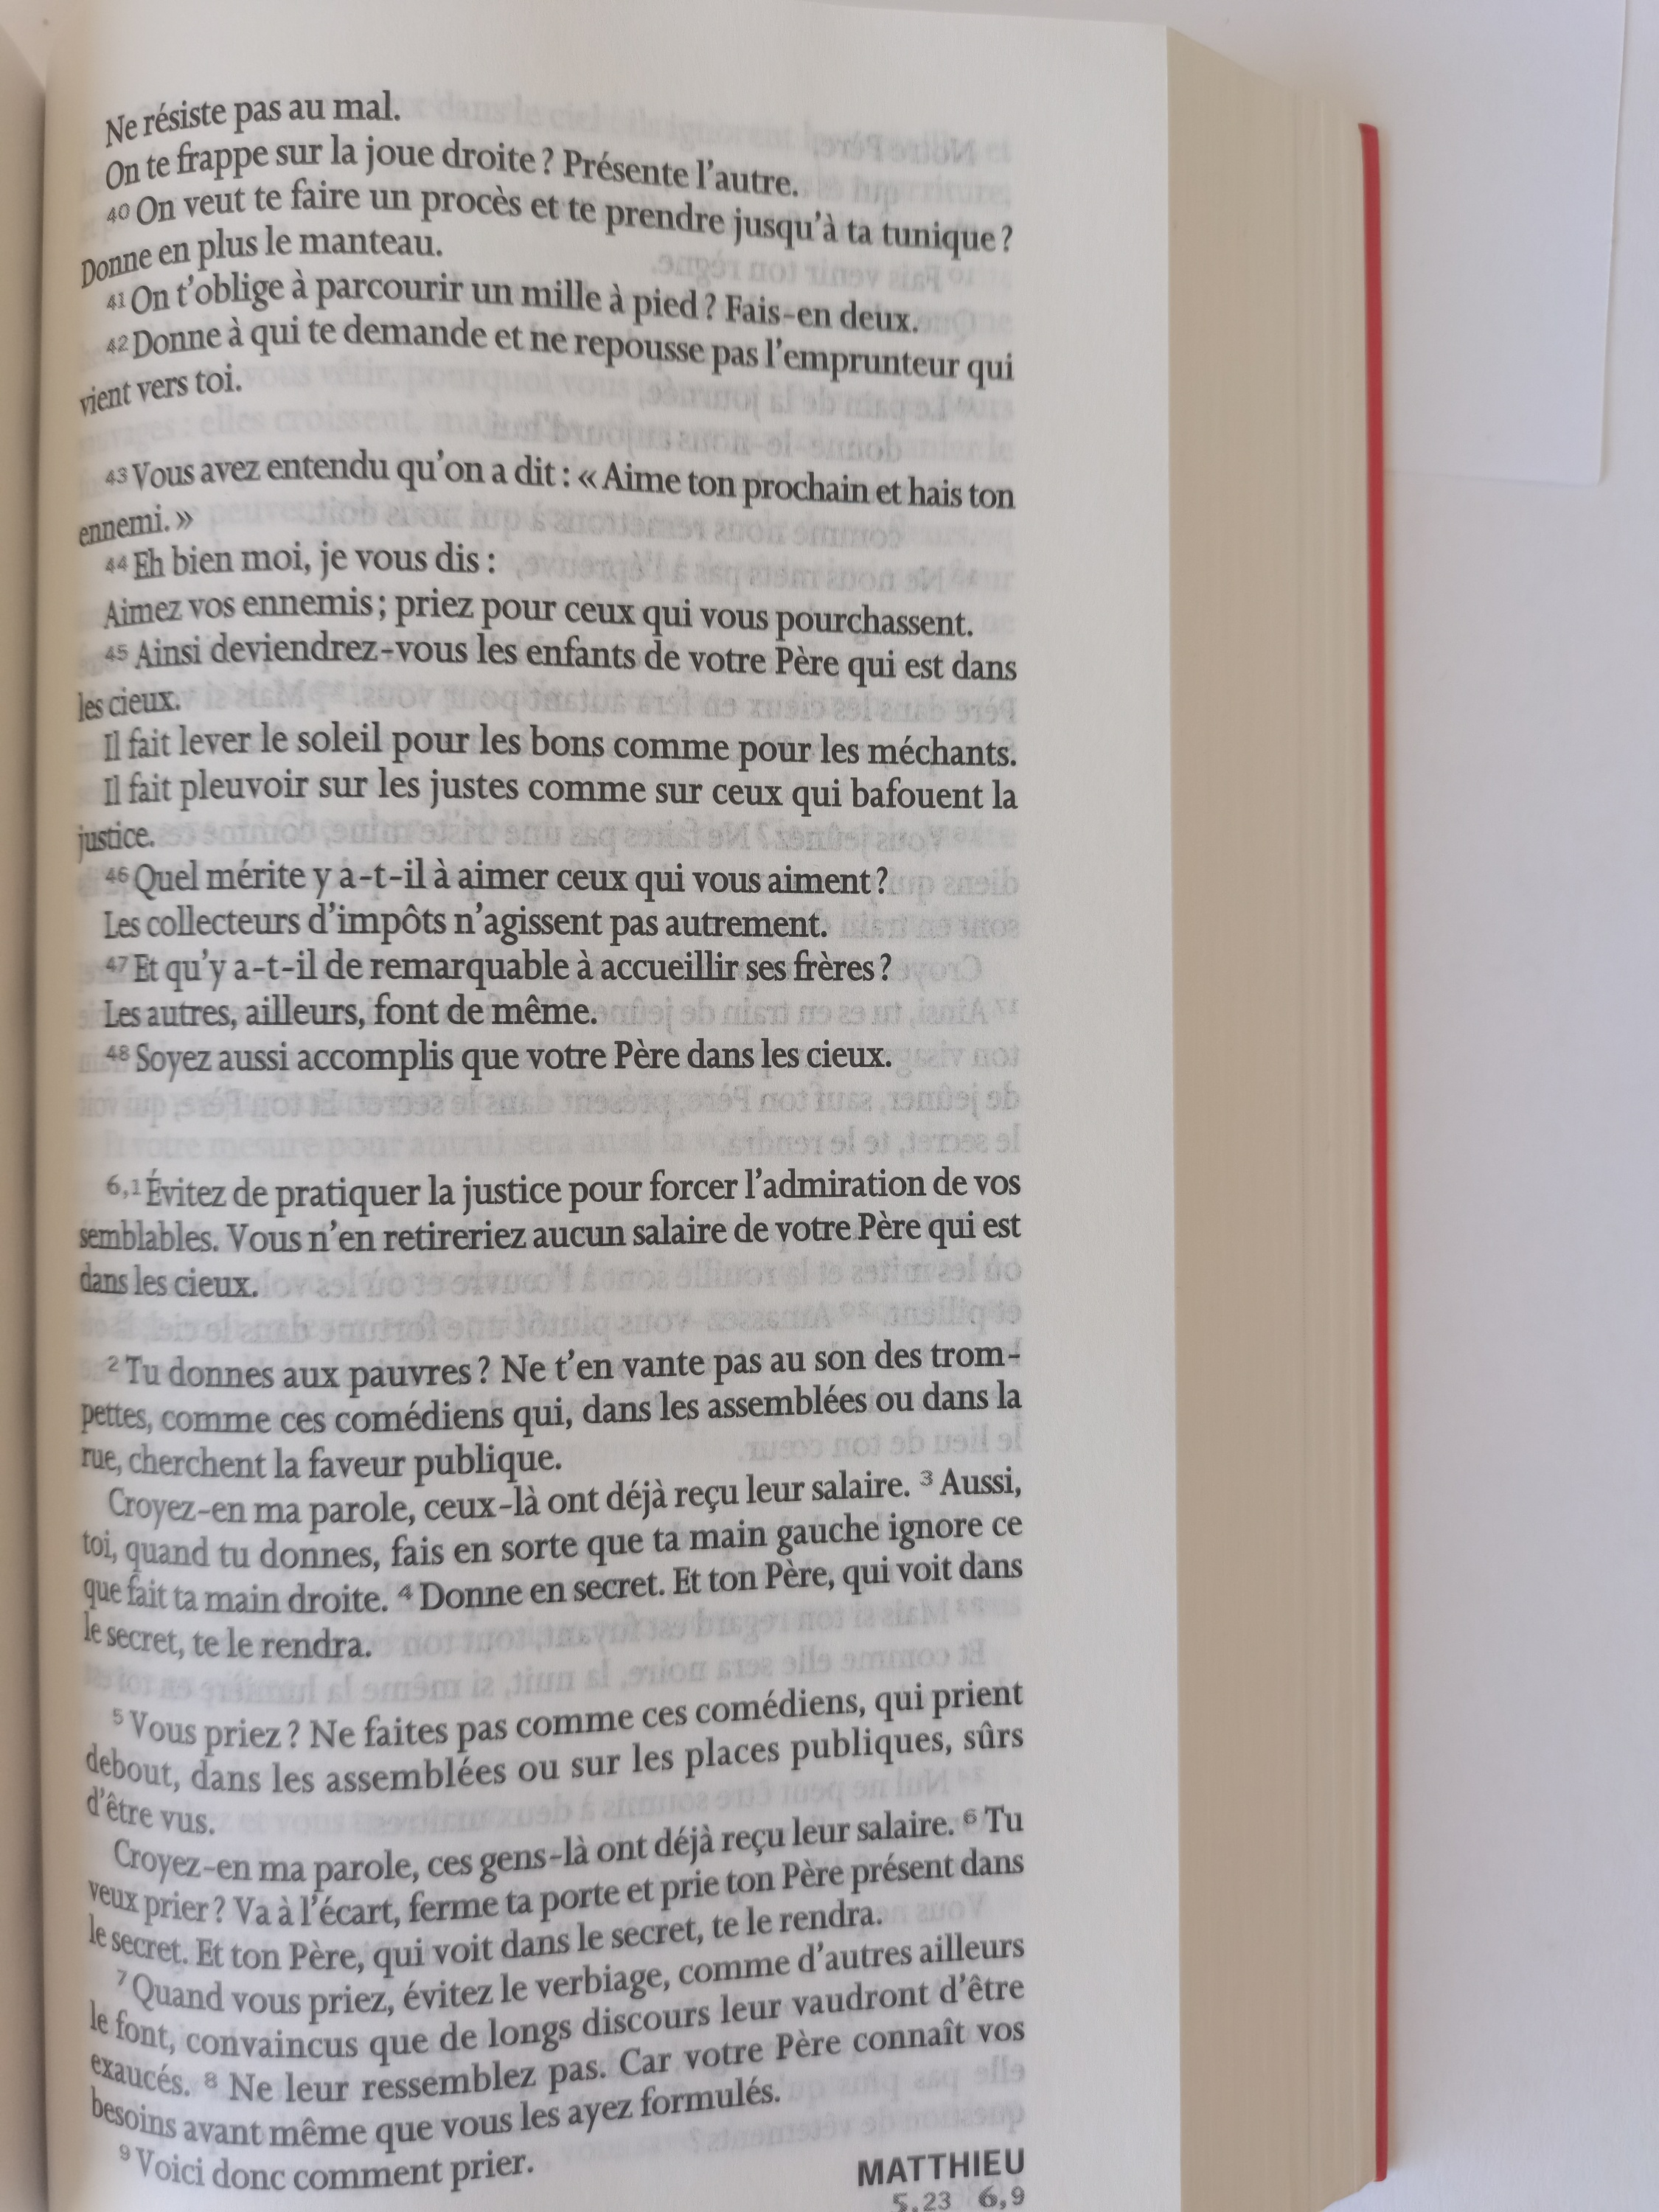 Ne résiste pas au mal.
On te frappe sur la joue droite ? Présente l'autre.
40 On veut te faire un procès et te prendre jusqu'à ta tunique ?
Donne en plus le manteau.
41 On t'oblige à parcourir un mille à pied ? Fais-en deux.
42 Donne à qui te demande et ne repousse pas l'emprunteur qui
vient vers toi.
43 Vous avez entendu qu'on a dit : « Aime ton prochain et hais ton
ennemi. »
44 Eh bien moi, je vous dis :
Aimez vos ennemis ; priez pour ceux qui vous pourchassent.
45 Ainsi deviendrez-vous les enfants de votre Père qui est dans
les cieux.
Il fait lever le soleil pour les bons comme pour les méchants.
Il fait pleuvoir sur les justes comme sur ceux qui bafouent la
justice.
46 Quel mérite y a-t-il à aimer ceux qui vous aiment ?
Les collecteurs d'impôts n'agissent pas autrement.
47 Et qu'y a-t-il de remarquable à accueillir ses frères ?
Les autres, ailleurs, font de même.
48 Soyez aussi accomplis que votre Père dans les cieux.
6,1 Évitez de pratiquer la justice pour forcer l'admiration de vos
semblables. Vous n'en retireriez aucun salaire de votre Père qui est
dans les cieux.
2 Tu donnes aux pauvres ? Ne t'en vante pas au son des trom-
pettes, comme ces comédiens qui, dans les assemblées ou dans la
rue, cherchent la faveur publique.
Croyez-en ma parole, ceux-là ont déjà reçu leur salaire. 3 Aussi,
toi, quand tu donnes, fais en sorte que ta main gauche ignore ce
que fait ta main droite. 4 Donne en secret. Et ton Père, qui voit dans
le secret, te le rendra.
5 Vous priez ? Ne faites pas comme ces comédiens, qui prient
debout, dans les assemblées ou sur les places publiques, sûrs
d'être vus.
Croyez-en ma parole, ces gens-là ont déjà reçu leur salaire. 6 Tu
veux prier ? Va à l'écart, ferme ta porte et prie ton Père présent dans
le secret. Et ton Père, qui voit dans le secret, te le rendra.
7 Quand vous priez, évitez le verbiage, comme d'autres ailleurs
le font, convaincus que de longs discours leur vaudront d'être
exaucés. 8 Ne leur ressemblez pas. Car votre Père connaît vos
besoins avant même que vous les ayez formulés.
9 Voici donc comment prier.
MATTHIEU
5,23 6,9